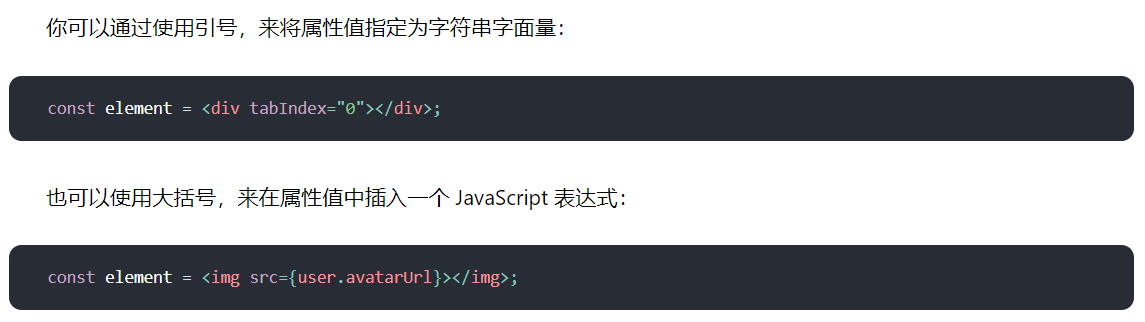 你可以通过使用引号，来将属性值指定为字符串字面量：
const element = <div tabIndex="0"></div>;
也可以使用大括号，来在属性值中插入一个 JavaScript 表达式：
const element = <img src={user.avatarUrl}></img>;